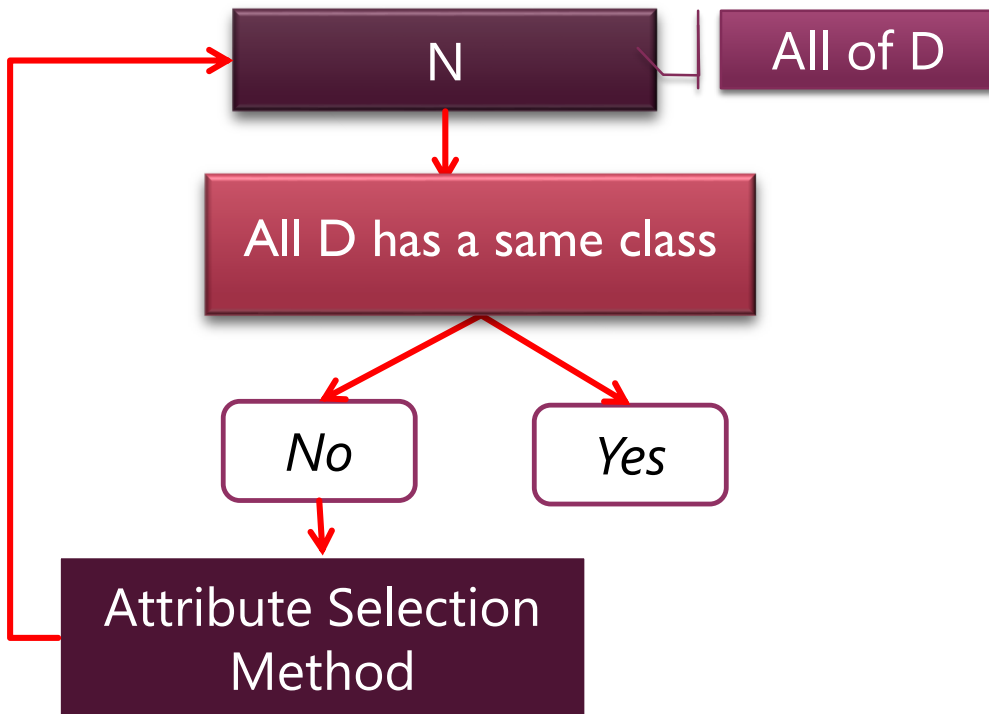 N
All of D
All D has a same class
No
Yes
Attribute Selection
Method